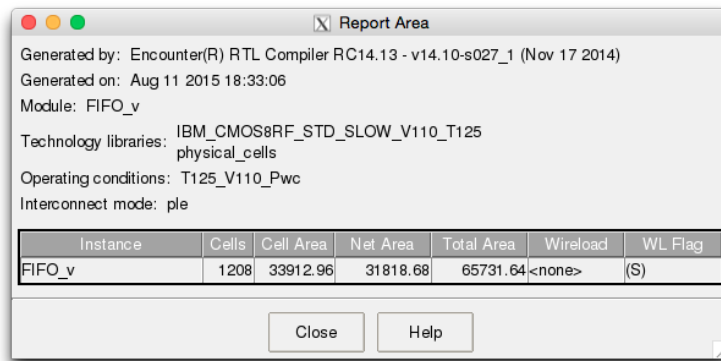 Report Area
Generated by: Encounter(R) RTL Compiler RC14.13 - v14.10-s027_1 (Nov 17 2014)
Generated on: Aug 11 2015 18:33:06
Module: FIFO_v
Technology libraries: IBM_CMOS8RF_STD_SLOW_V110_T125
physical_cells
Operating conditions: T125_V110_Pwc
Interconnect mode: ple
Instance Cells Cell Area Net Area Total Area Wireload WL Flag
FIFO_v 1208 33912.96 31818.68 65731.64 <none> (S)
Close Help